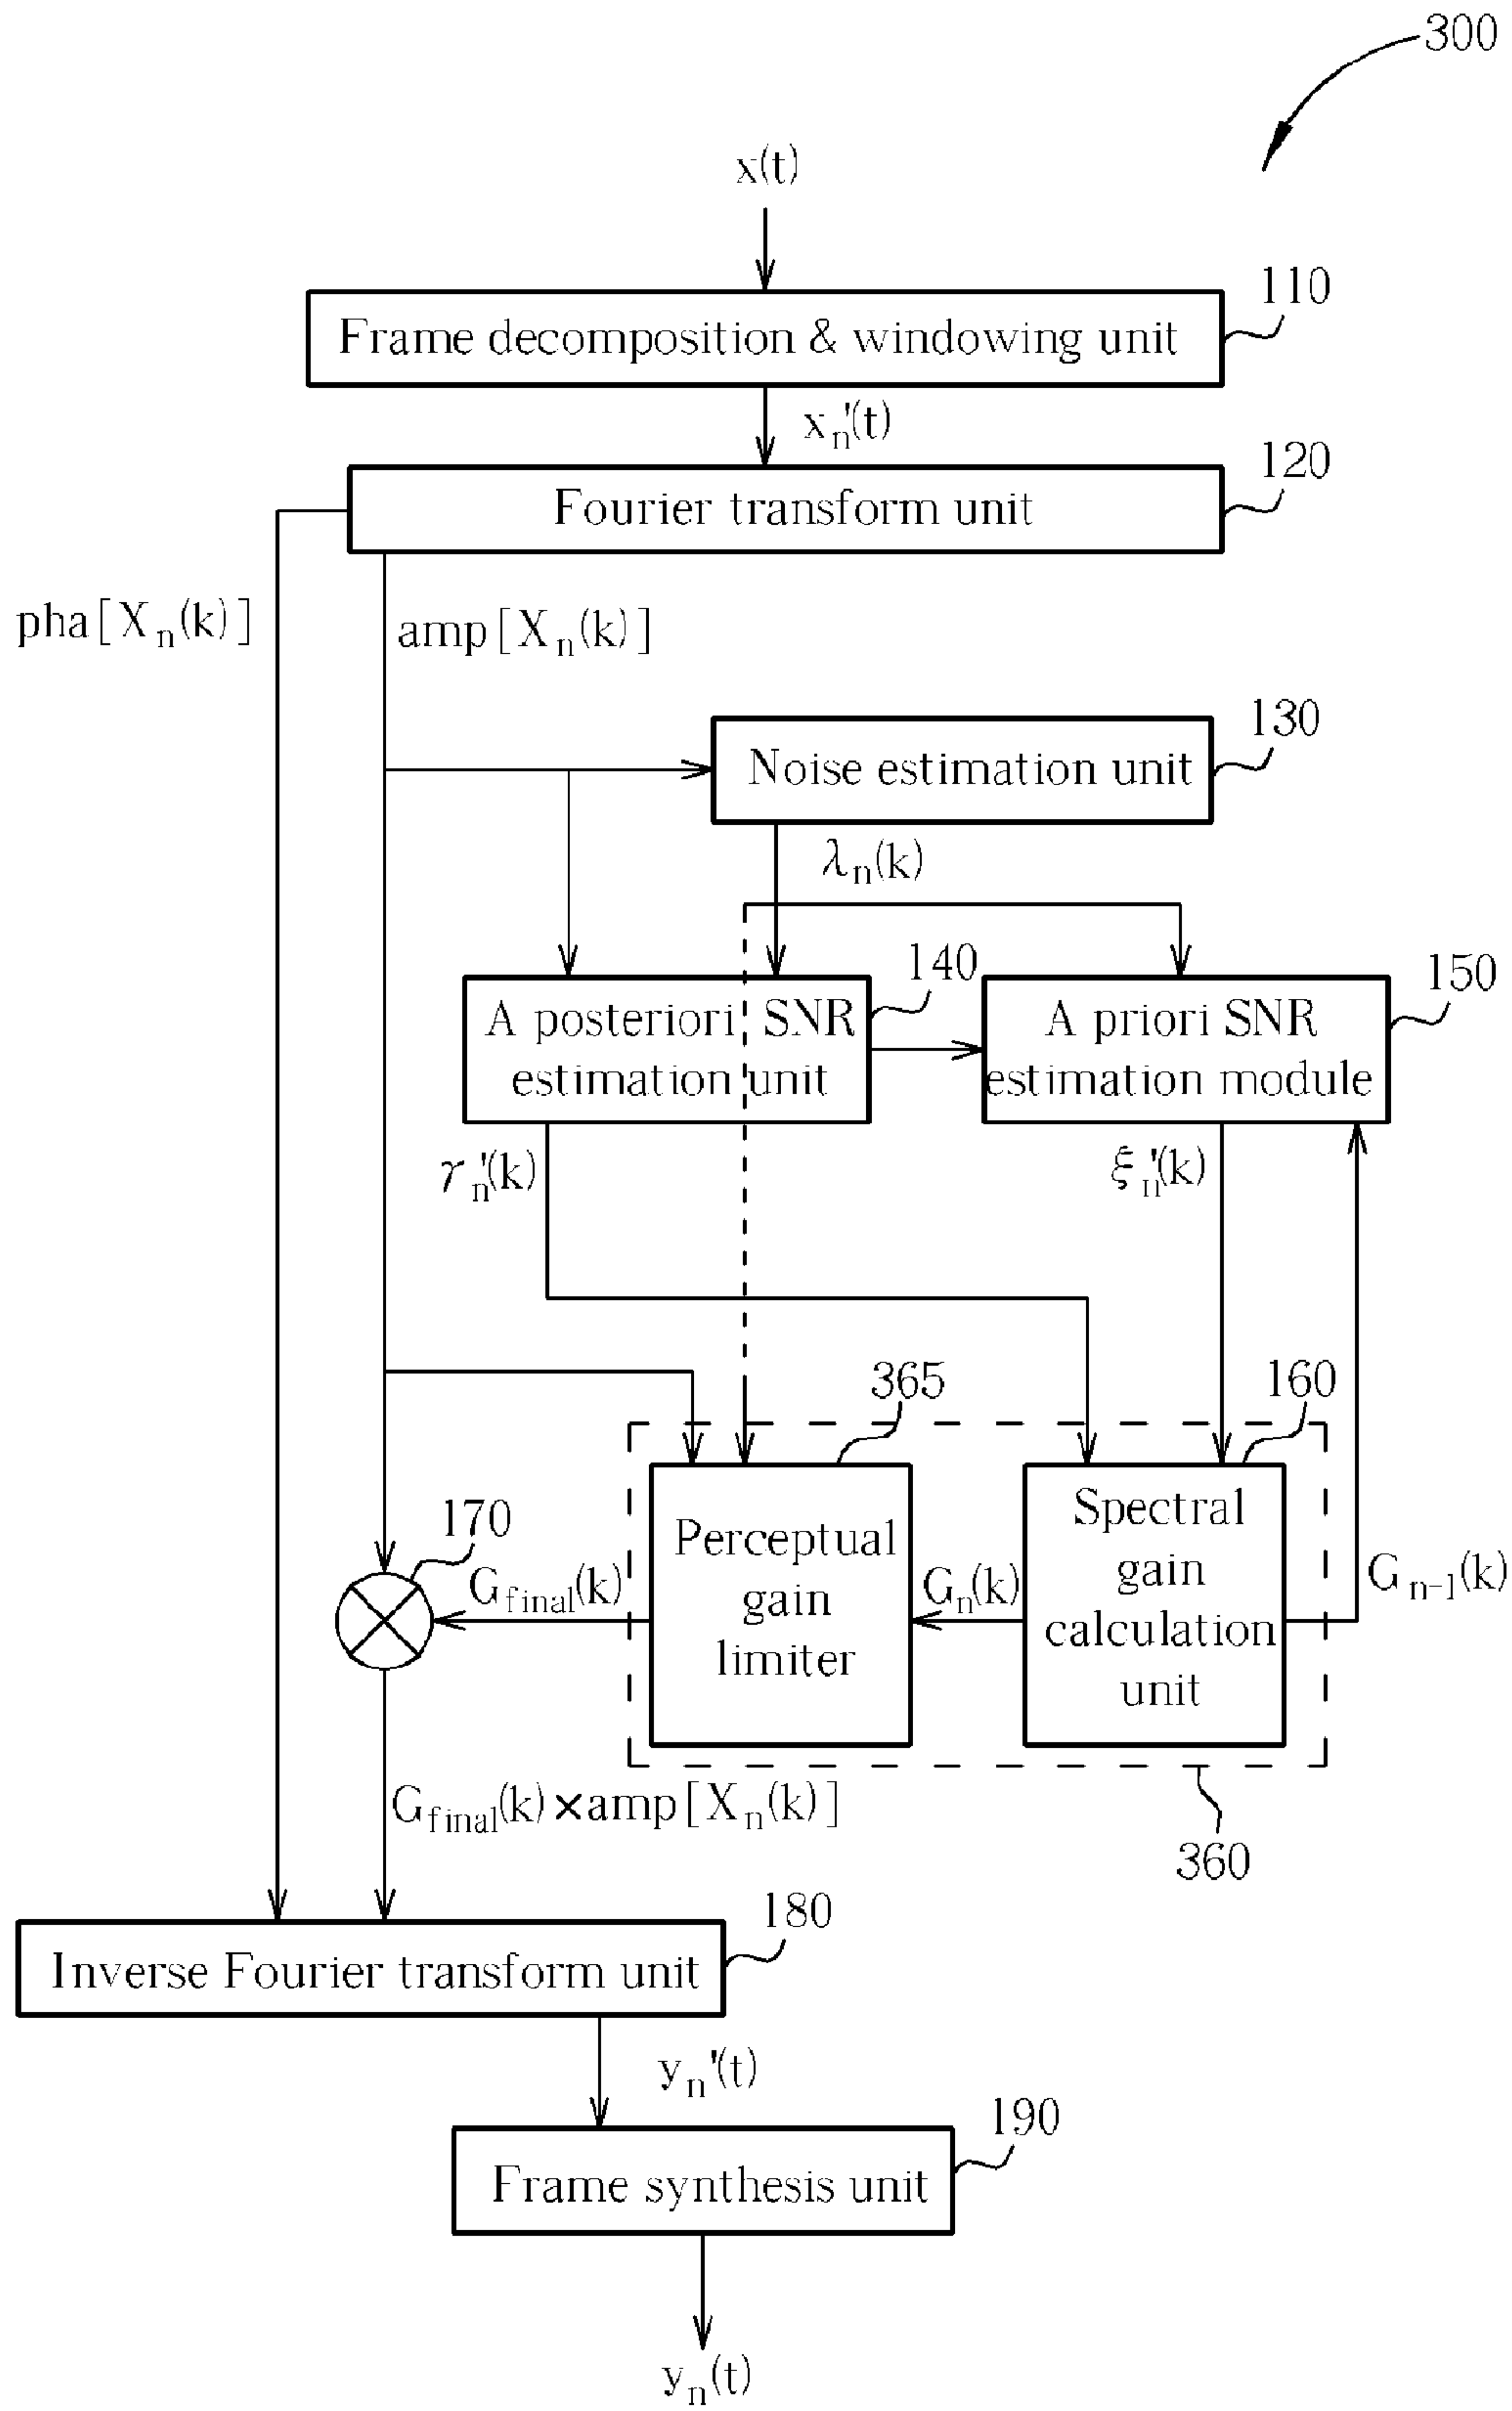 300
x(t)
110
Frame decomposition & windowing unit
xn'(t)
120
Fourier transform unit
pha[Xn(k)]
amp[Xn(k)]
130
Noise estimation unit
λn(k)
140
150
A posteriori SNR
estimation unit
A priori SNR
estimation module
γn'(k)
ξn'(k)
365
160
170
Perceptual
gain
limiter
Spectral
gain
calculation
unit
Gfinal(k)
Gn(k)
Gn-1(k)
Gfinal(k)×amp[Xn(k)]
360
180
Inverse Fourier transform unit
yn'(t)
190
Frame synthesis unit
yn(t)